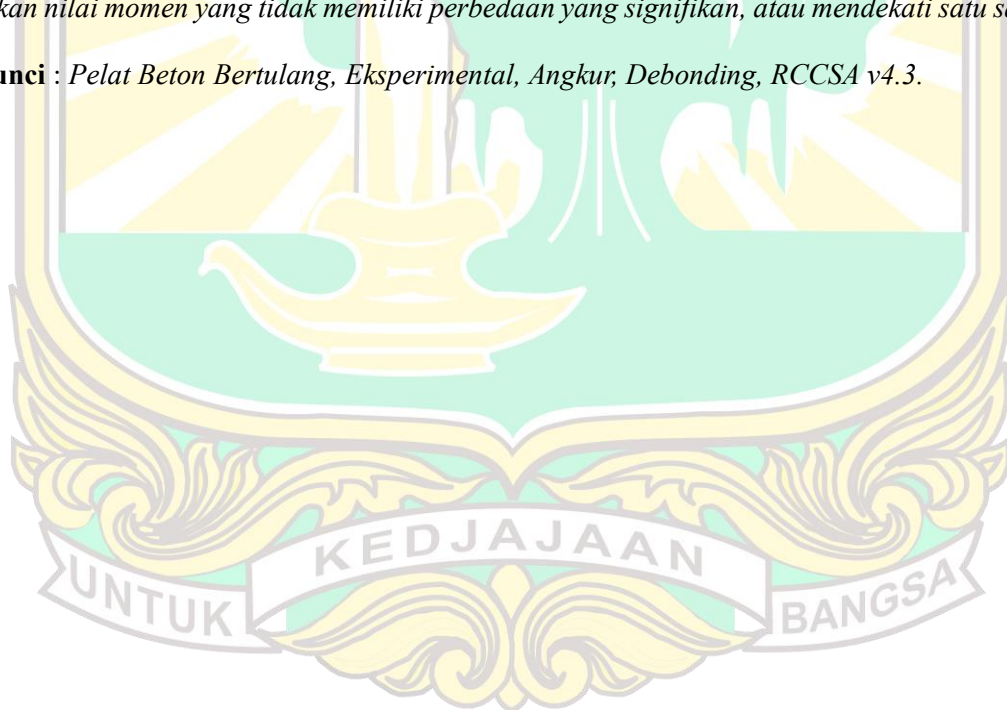 kan nilai momen yang tidak memiliki perbedaan yang signifikan, atau mendekati satu
unci : Pelat Beton Bertulang, Eksperimental, Angkur, Debonding, RCCSA v4.3.
UNTUK KEDJAJAAN BANGSA